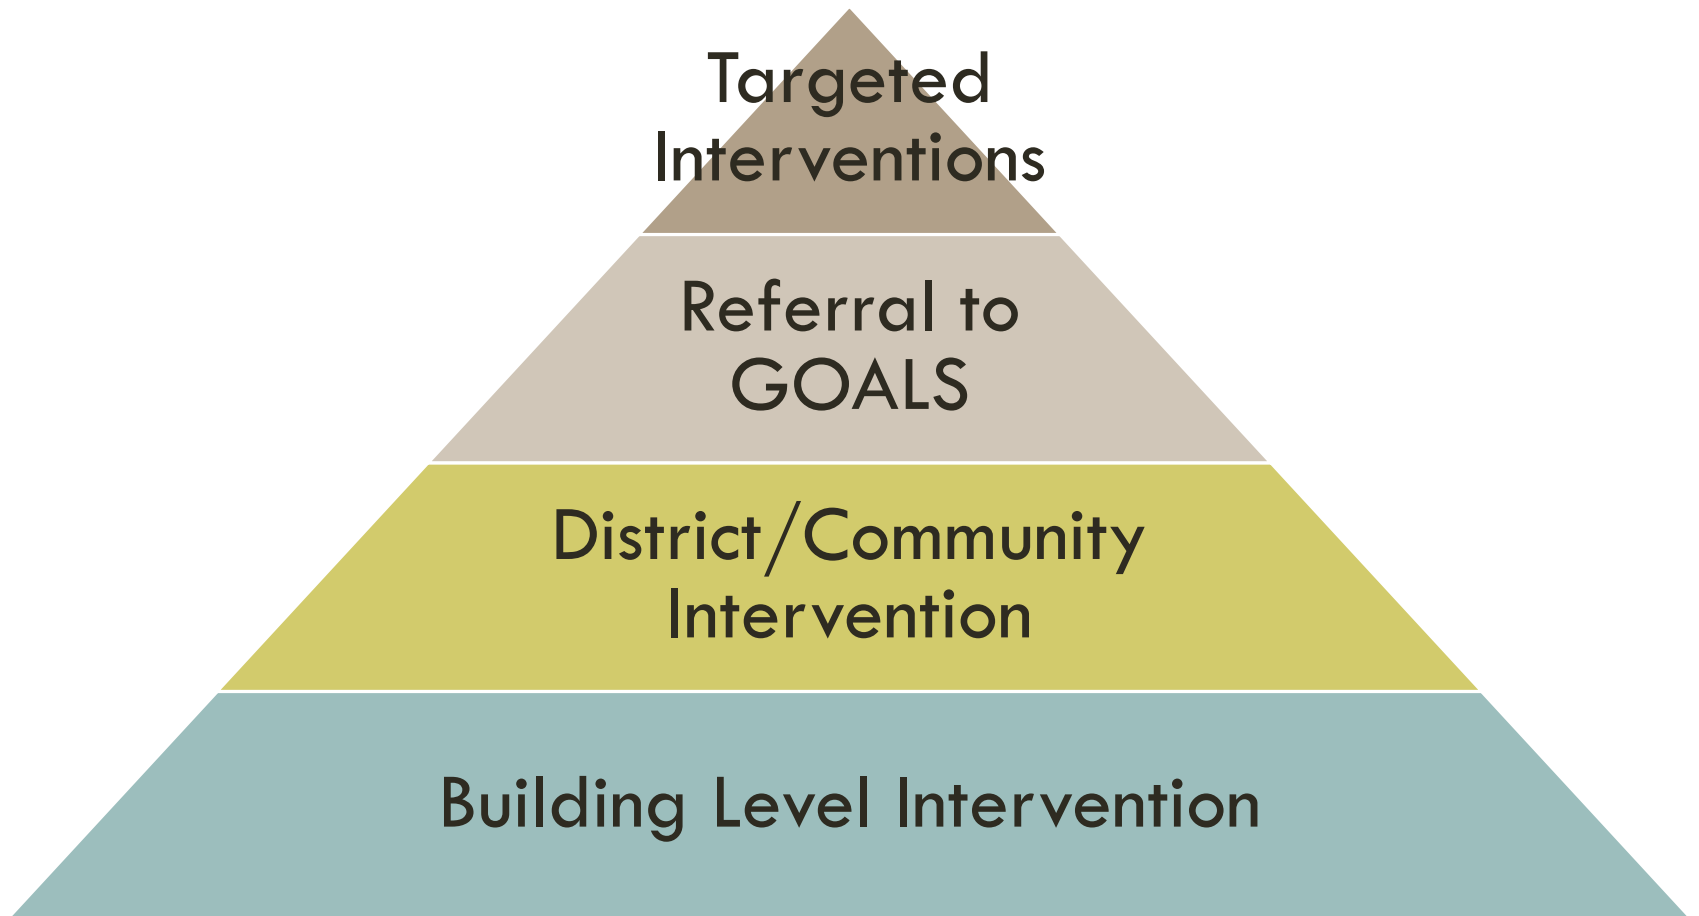 Targeted
Interventions
Referral to
GOALS
District/Community
Intervention
Building Level Intervention